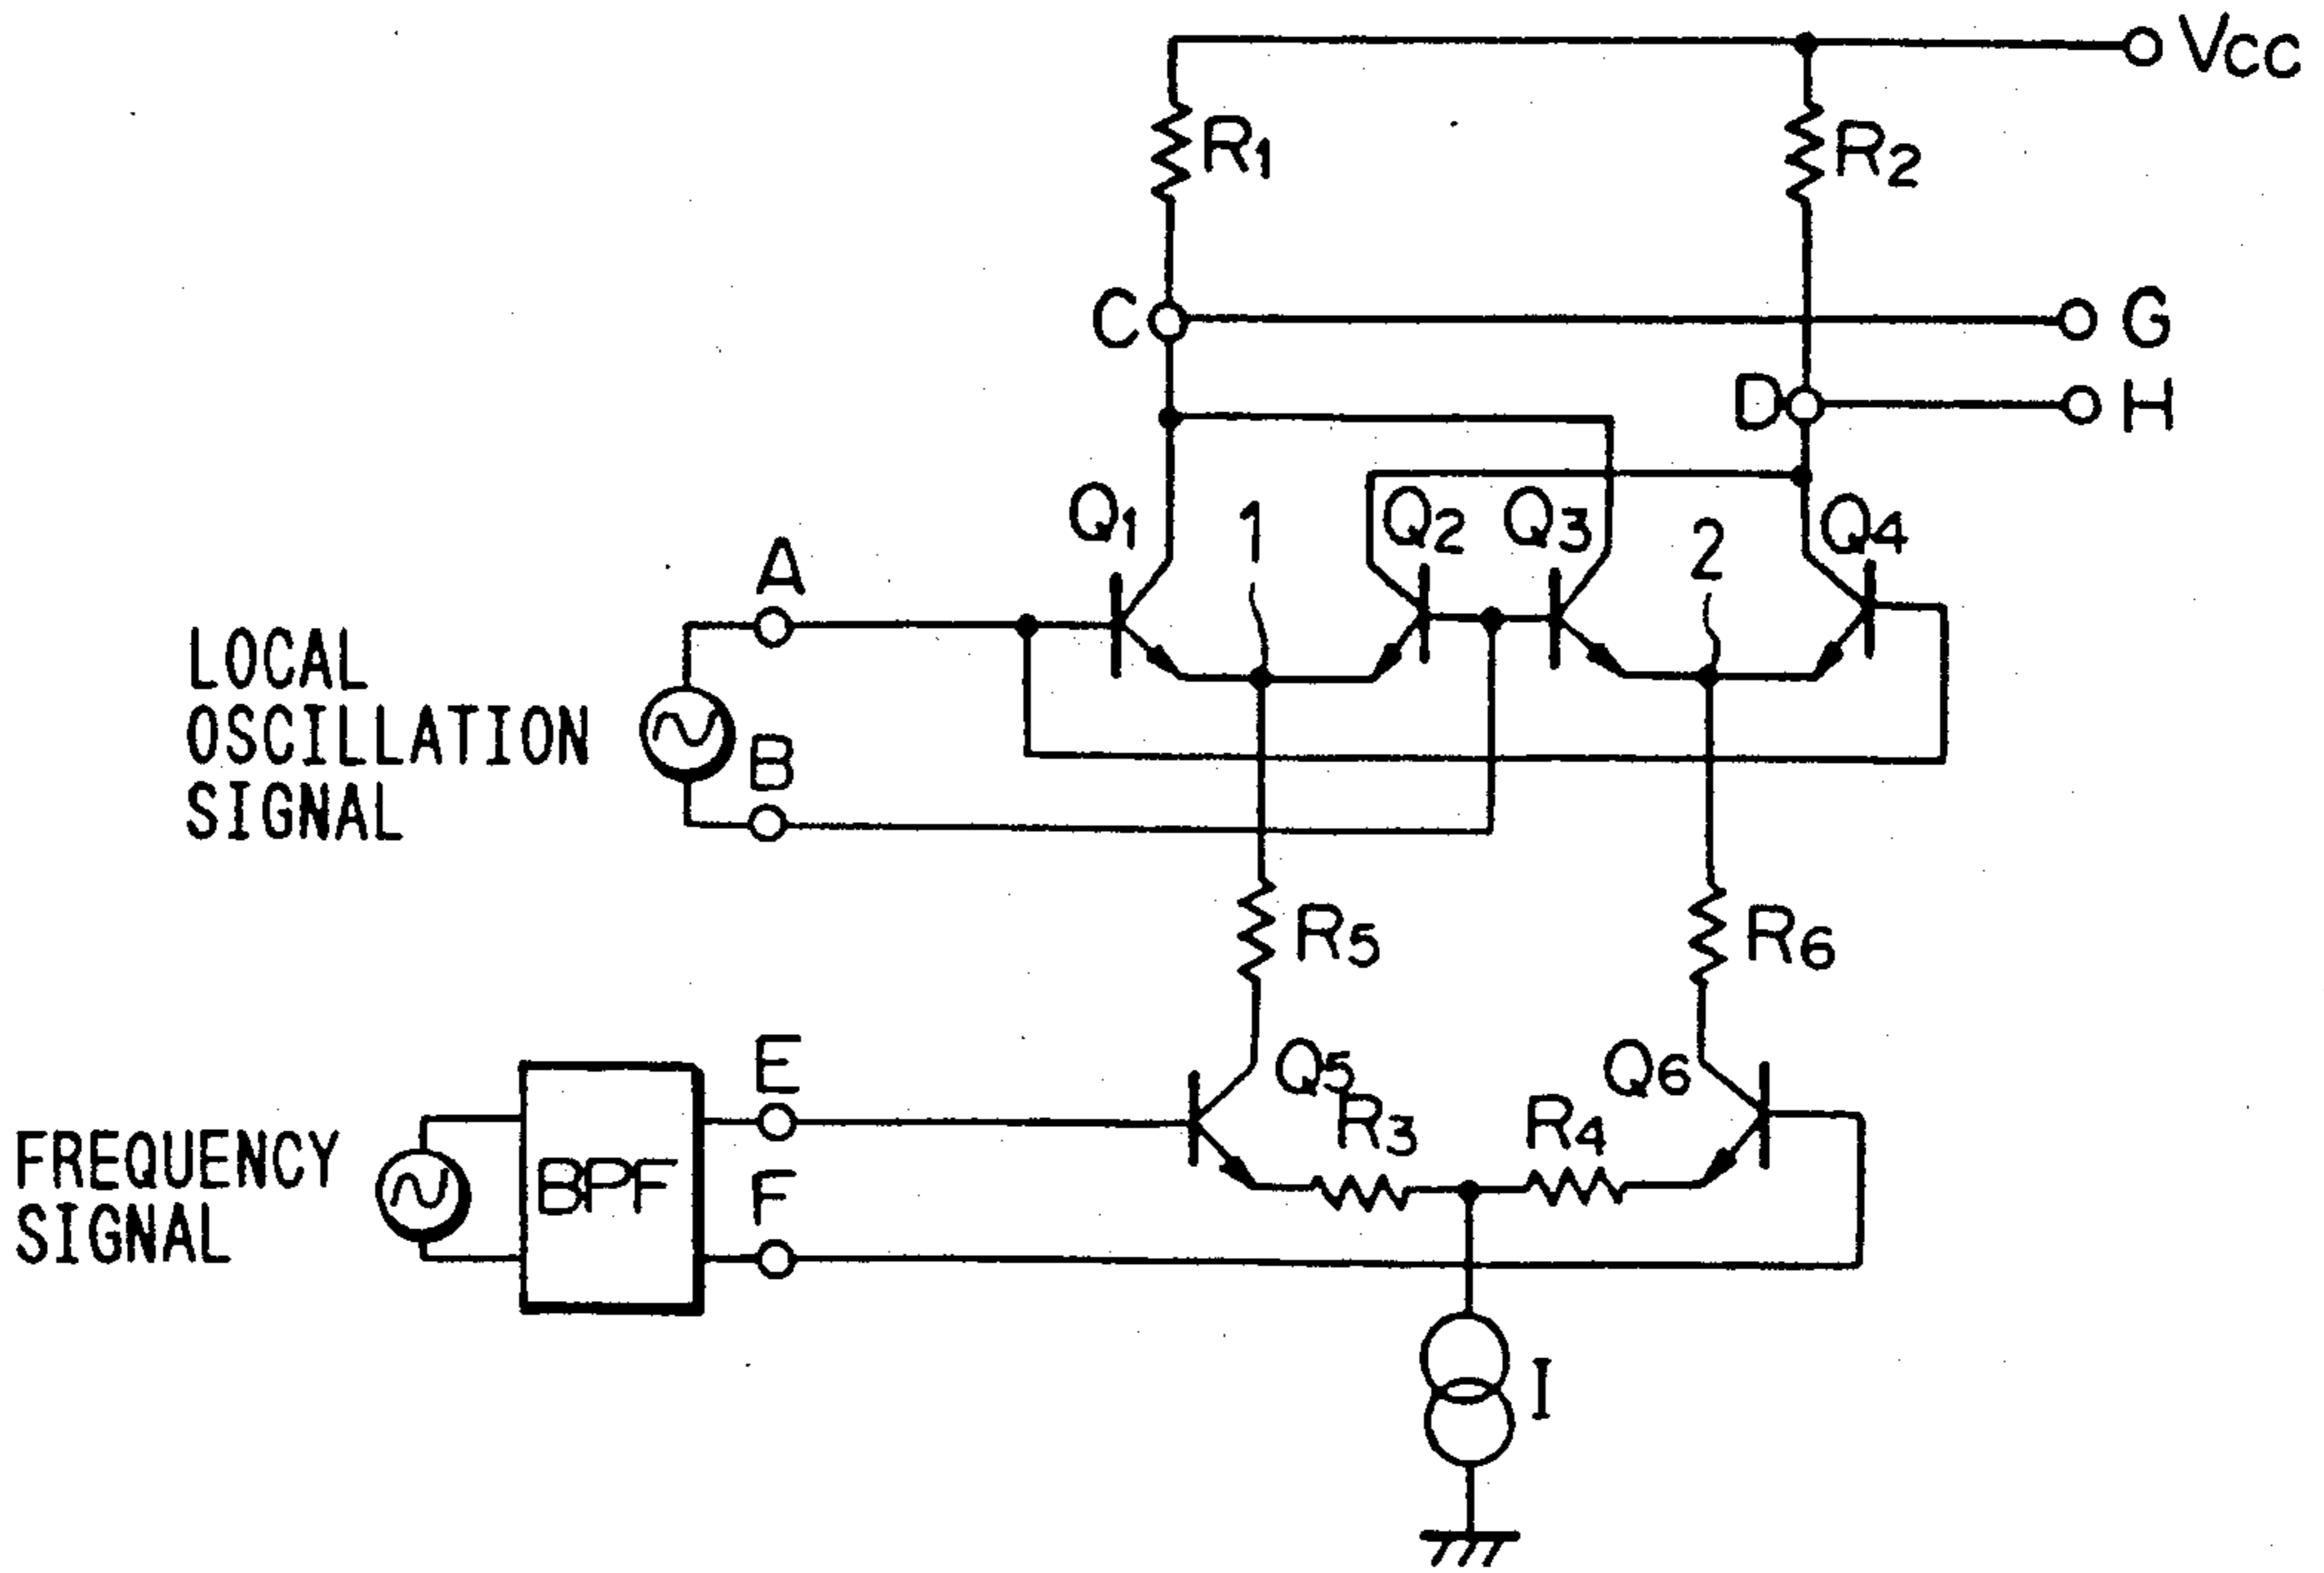 Vcc
R1
R2
C
G
D
H
Q1
1
Q2
Q3
2
Q4
A
LOCAL
OSCILLATION
SIGNAL
B
R5
R6
E
Q5
Q6
R3
R4
FREQUENCY
SIGNAL
BPF
F
I